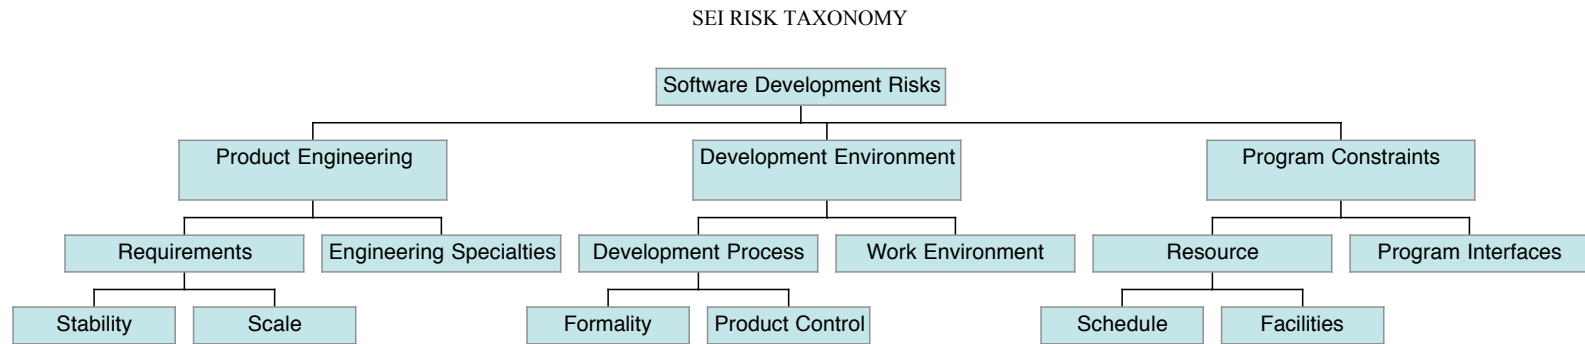 SEI RISK TAXONOMY
Software Development Risks
Product Engineering
Development Environment
Program Constraints
Requirements
Engineering Specialties
Development Process
Work Environment
Resource
Program Interfaces
Stability
Scale
Formality
Product Control
Schedule
Facilities